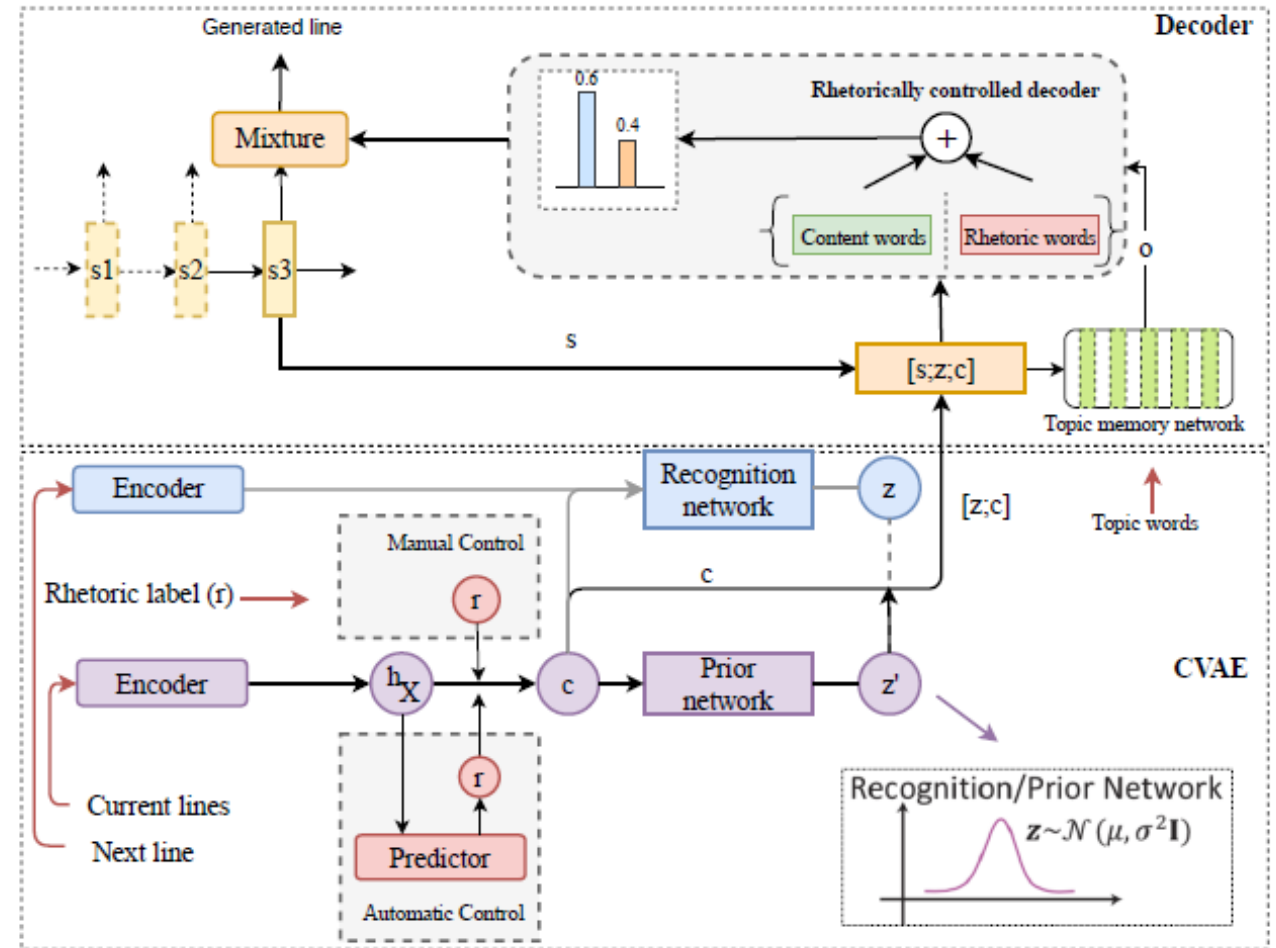 Decoder
Generated line
0.6
0.4
Rhetorically controlled decoder
Mixture
+
Content words
Rhetoric words
s1
s2
s3
o
s
[s;z;c]
Topic memory network
Encoder
Recognition
network
z
[z;c]
Topic words
Manual Control
c
Rhetoric label (r)
r
Encoder
hX
c
Prior
network
z'
CVAE
r
Current lines
Next line
Predictor
Automatic Control
Recognition/Prior Network
z~𝒩(μ, σ²I)